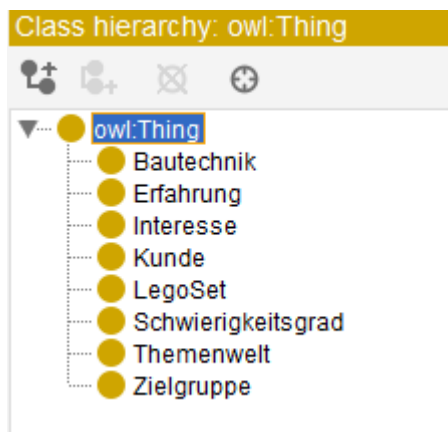 Class hierarchy: owl:Thing
owl:Thing
Bautechnik
Erfahrung
Interesse
Kunde
LegoSet
Schwierigkeitsgrad
Themenwelt
Zielgruppe